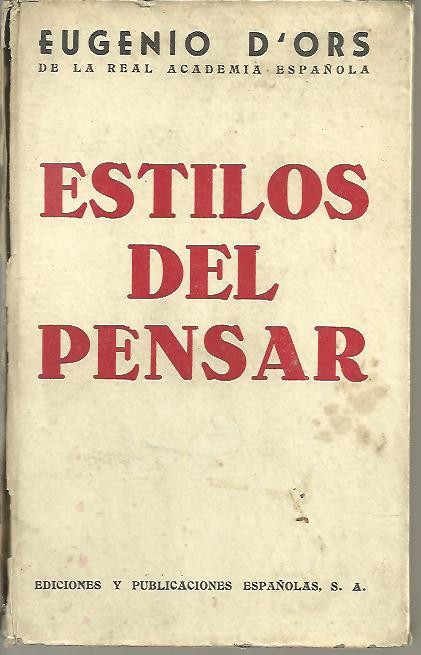 EUGENIO D'ORS
DE LA REAL ACADEMIA ESPAÑOLA
ESTILOS
DEL
PENSAR
EDICIONES Y PUBLICACIONES ESPAÑOLAS, S. A.